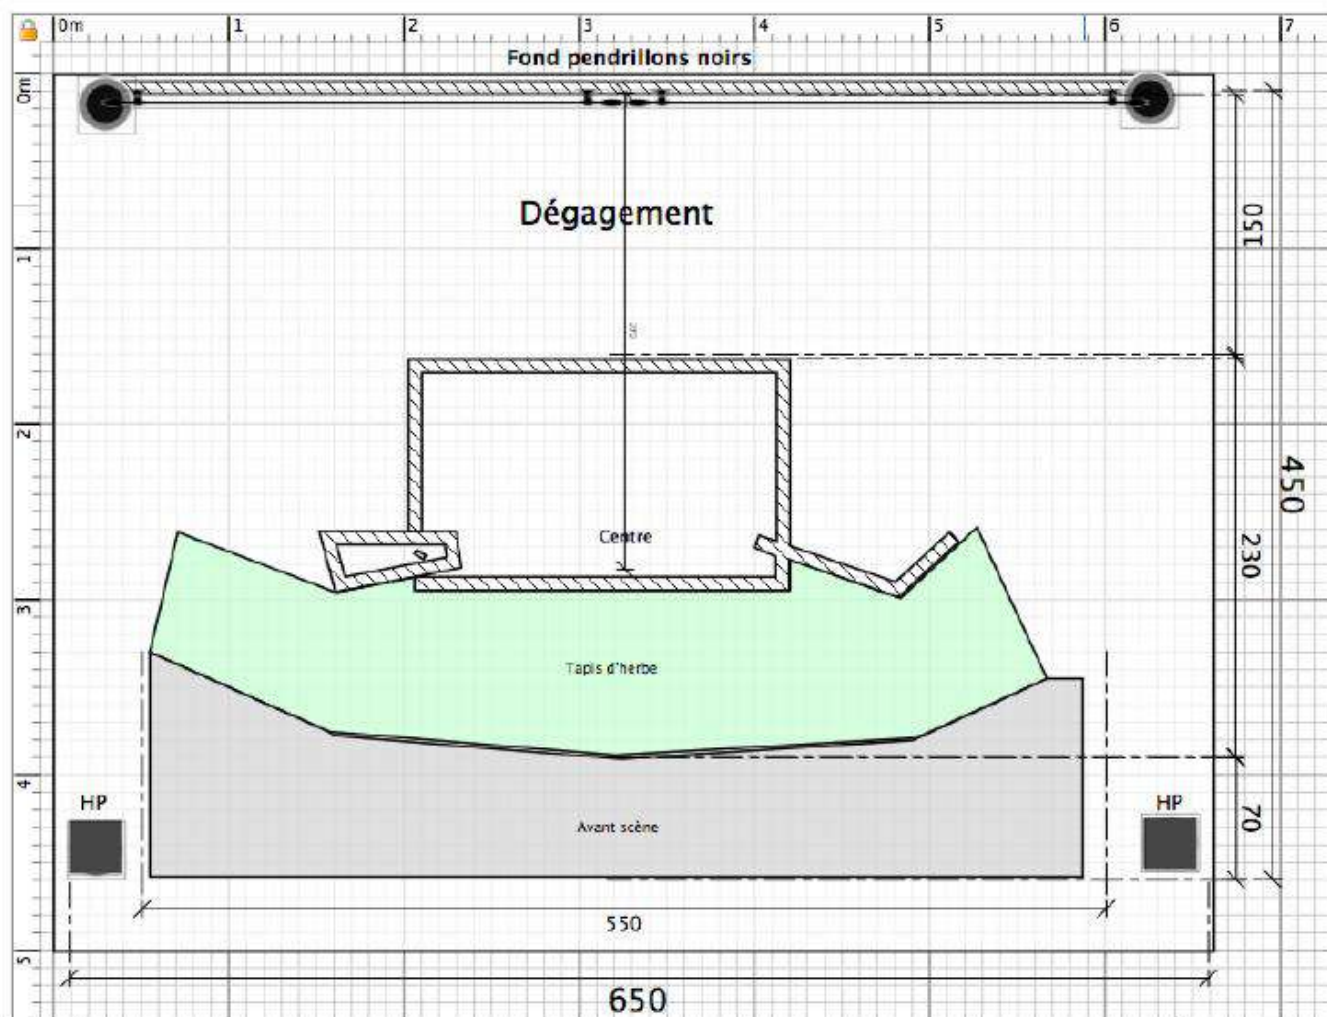 0m 1 2 3 4 5 6 7
Fond pendrillons noirs
0m
Dégagement
150
1
2
Centre
450
230
3
Tapis d'herbe
4
HP
HP
70
Avant scène
550
5
650